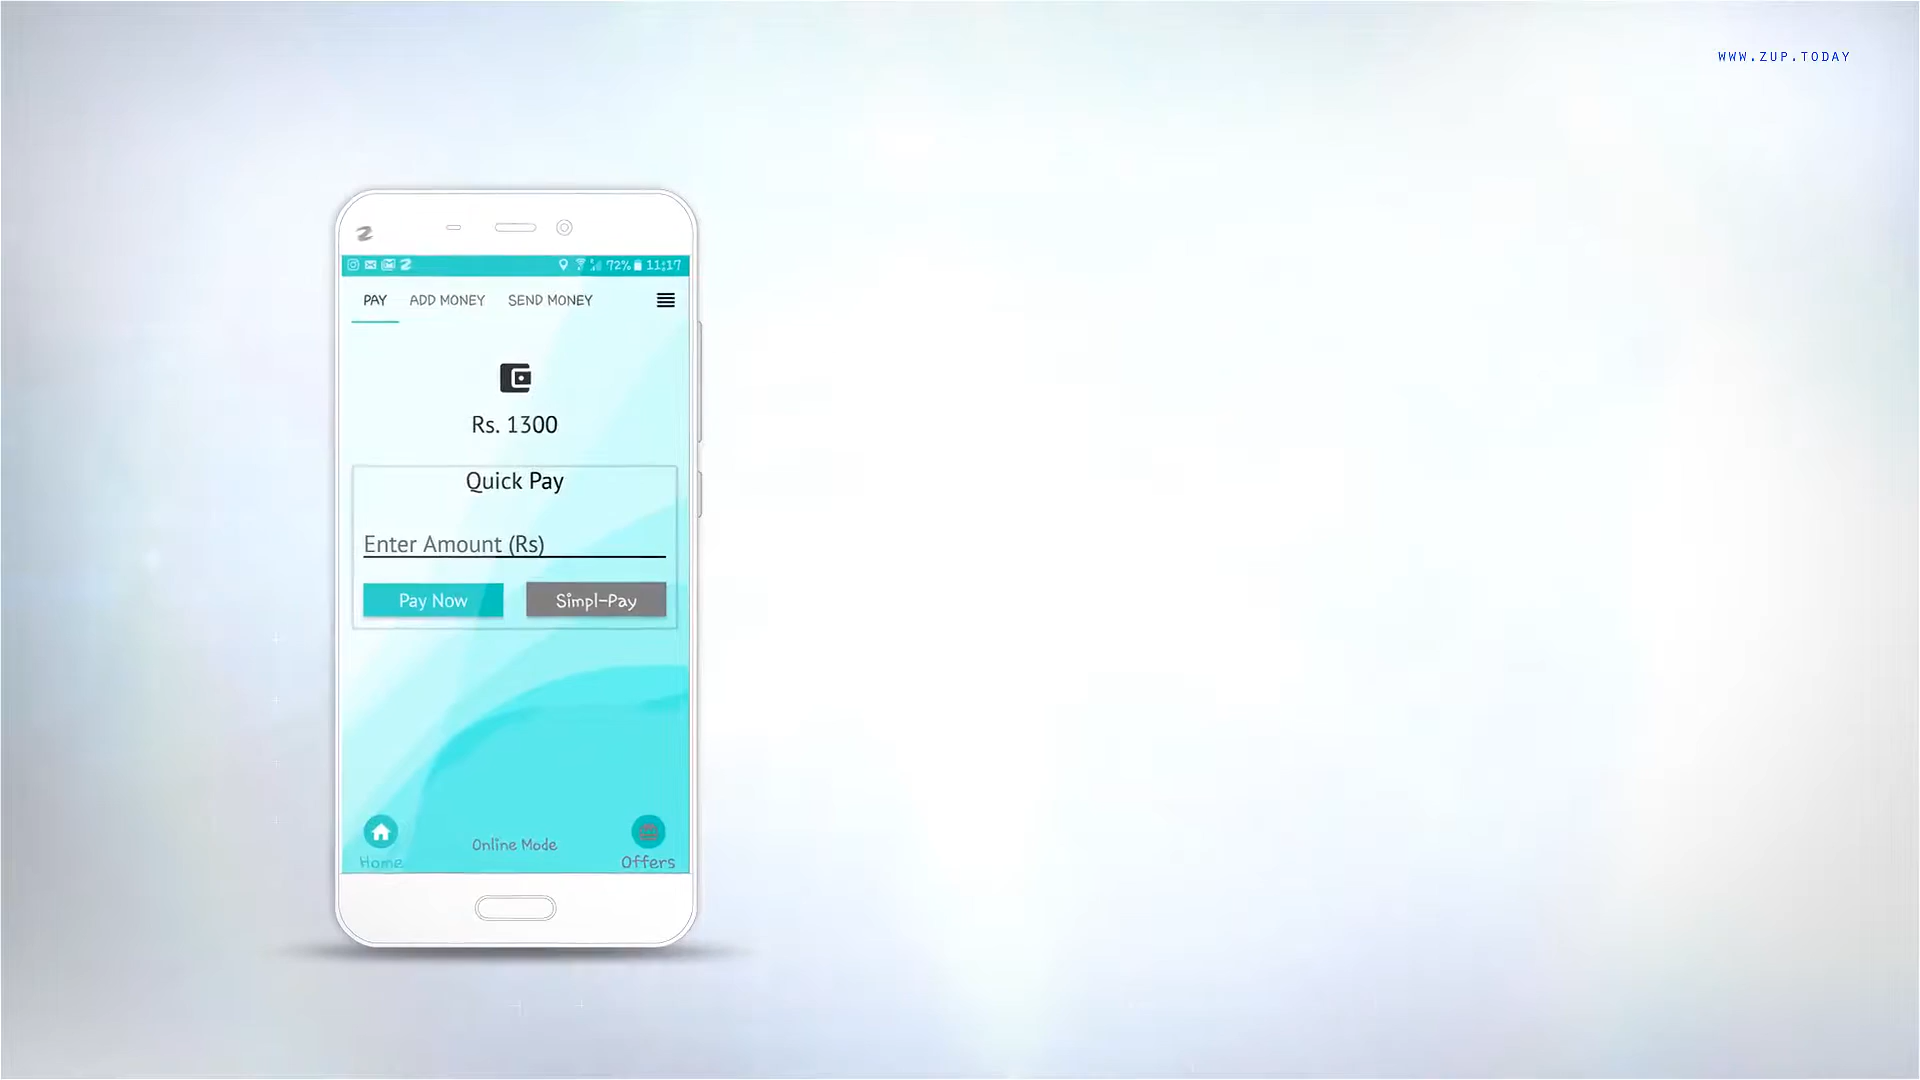 WWW.ZUP.TODAY
72% 11:17
PAY ADD MONEY SEND MONEY
Rs. 1300
Quick Pay
Enter Amount (Rs)
Pay Now Simpl-Pay
Online Mode
Home Offers